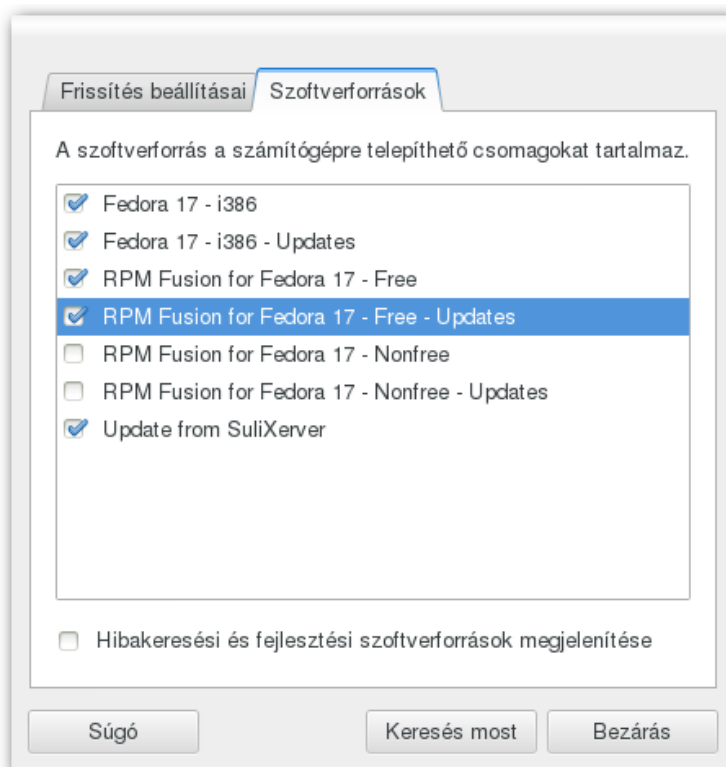 Frissítés beállításai Szoftverforrások
A szoftverforrás a számítógépre telepíthető csomagokat tartalmaz.
Fedora 17 - i386
Fedora 17 - i386 - Updates
RPM Fusion for Fedora 17 - Free
RPM Fusion for Fedora 17 - Free - Updates
RPM Fusion for Fedora 17 - Nonfree
RPM Fusion for Fedora 17 - Nonfree - Updates
Update from SuliXerver
Hibakeresési és fejlesztési szoftverforrások megjelenítése
Súgó Keresés most Bezárás